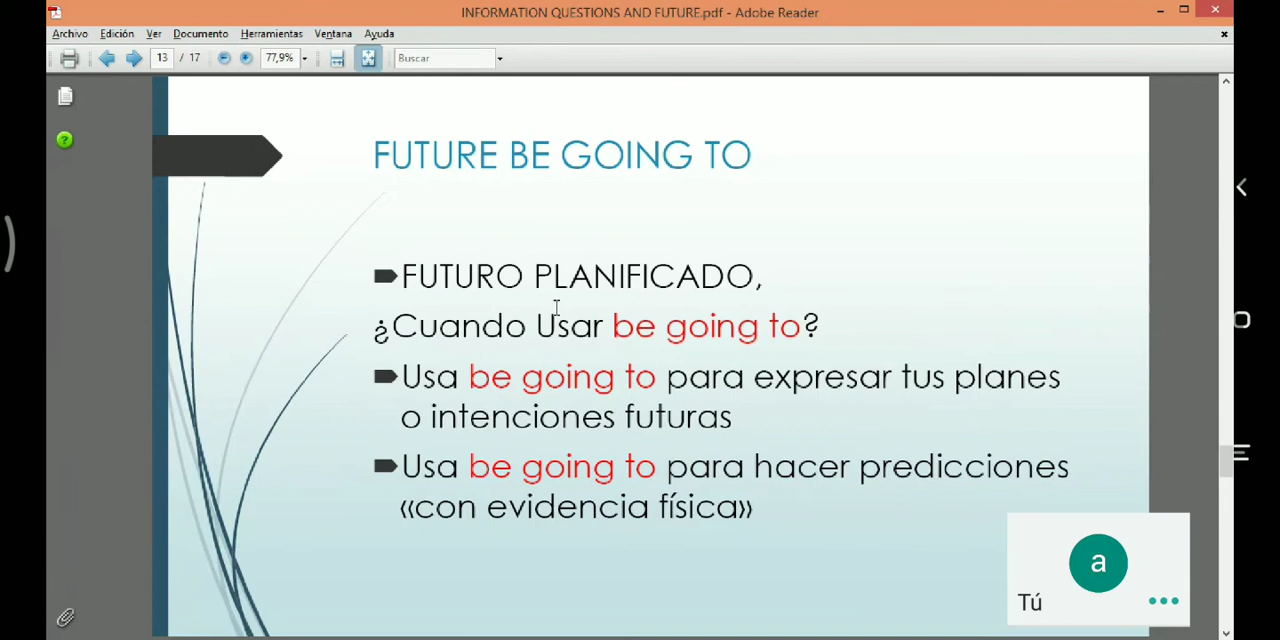 INFORMATION QUESTIONS AND FUTURE.pdf - Adobe Reader
Archivo Edición Ver Documento Herramientas Ventana Ayuda
13 / 17 77,9% Buscar
FUTURE BE GOING TO
FUTURO PLANIFICADO,
¿Cuando Usar be going to?
Usa be going to para expresar tus planes
o intenciones futuras
Usa be going to para hacer predicciones
«con evidencia física»
a
Tú